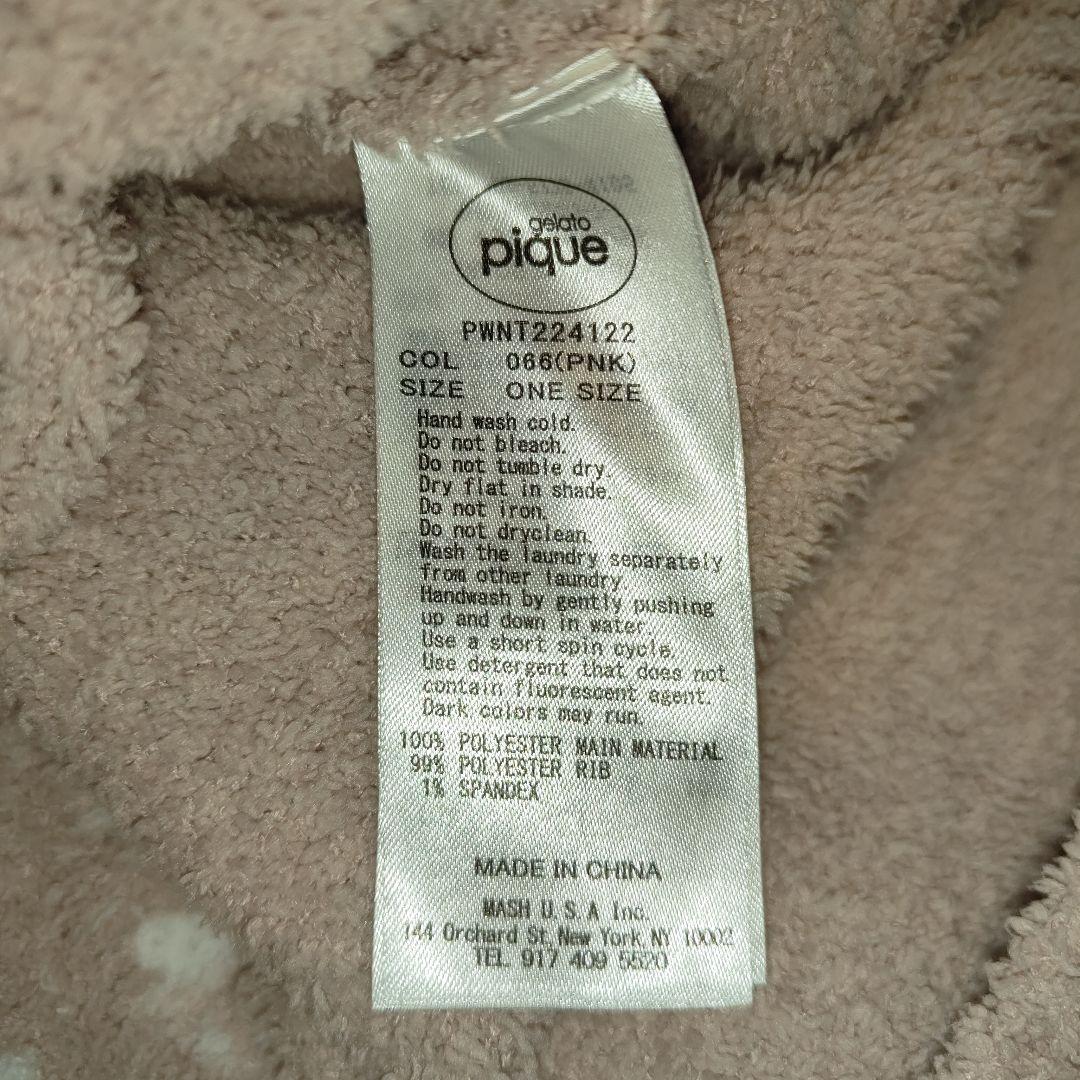 gelato
pique
PWNT224122
COL 066(PNK)
SIZE ONE SIZE
Hand wash cold.
Do not bleach.
Do not tumble dry.
Dry flat in shade.
Do not iron.
Do not dryclean.
Wash the laundry separately
from other laundry.
Handwash by gently pushing
up and down in water.
Use a short spin cycle.
Use detergent that does not
contain fluorescent agent.
Dark colors may run.
100% POLYESTER MAIN MATERIAL
99% POLYESTER RIB
1% SPANDEX
MADE IN CHINA
MASH U.S.A Inc.
144 Orchard St, New York, NY 10002
TEL 917 409 5520